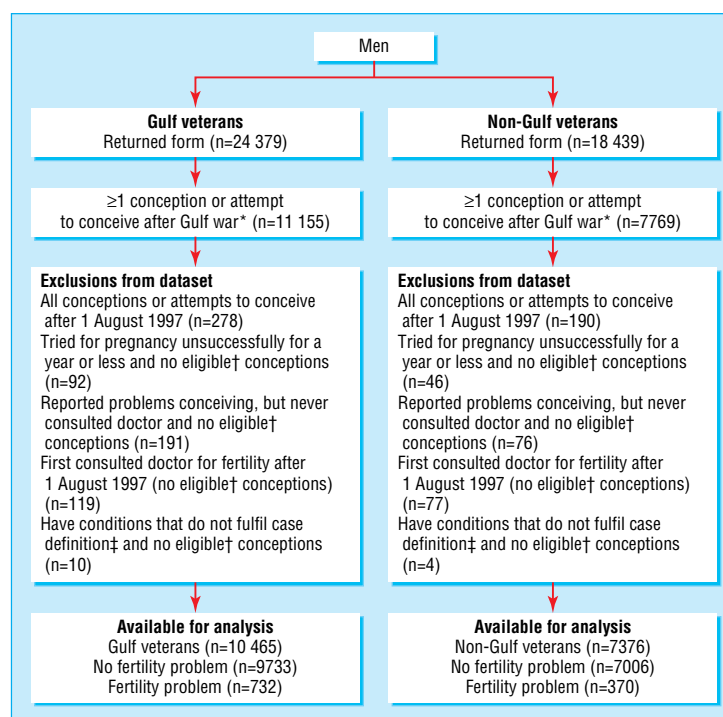 Men
Gulf veterans
Returned form (n=24 379)
Non-Gulf veterans
Returned form (n=18 439)
≥1 conception or attempt
to conceive after Gulf war* (n=11 155)
≥1 conception or attempt
to conceive after Gulf war* (n=7769)
Exclusions from dataset
All conceptions or attempts to conceive
after 1 August 1997 (n=278)
Tried for pregnancy unsuccessfully for a
year or less and no eligible† conceptions
(n=92)
Reported problems conceiving, but never
consulted doctor and no eligible†
conceptions (n=191)
First consulted doctor for fertility after
1 August 1997 (no eligible† conceptions)
(n=119)
Have conditions that do not fulfil case
definition‡ and no eligible† conceptions
(n=10)
Exclusions from dataset
All conceptions or attempts to conceive
after 1 August 1997 (n=190)
Tried for pregnancy unsuccessfully for a
year or less and no eligible† conceptions
(n=46)
Reported problems conceiving, but never
consulted doctor and no eligible†
conceptions (n=76)
First consulted doctor for fertility after
1 August 1997 (no eligible† conceptions)
(n=77)
Have conditions that do not fulfil case
definition‡ and no eligible† conceptions
(n=4)
Available for analysis
Gulf veterans (n=10 465)
No fertility problem (n=9733)
Fertility problem (n=732)
Available for analysis
Non-Gulf veterans (n=7376)
No fertility problem (n=7006)
Fertility problem (n=370)